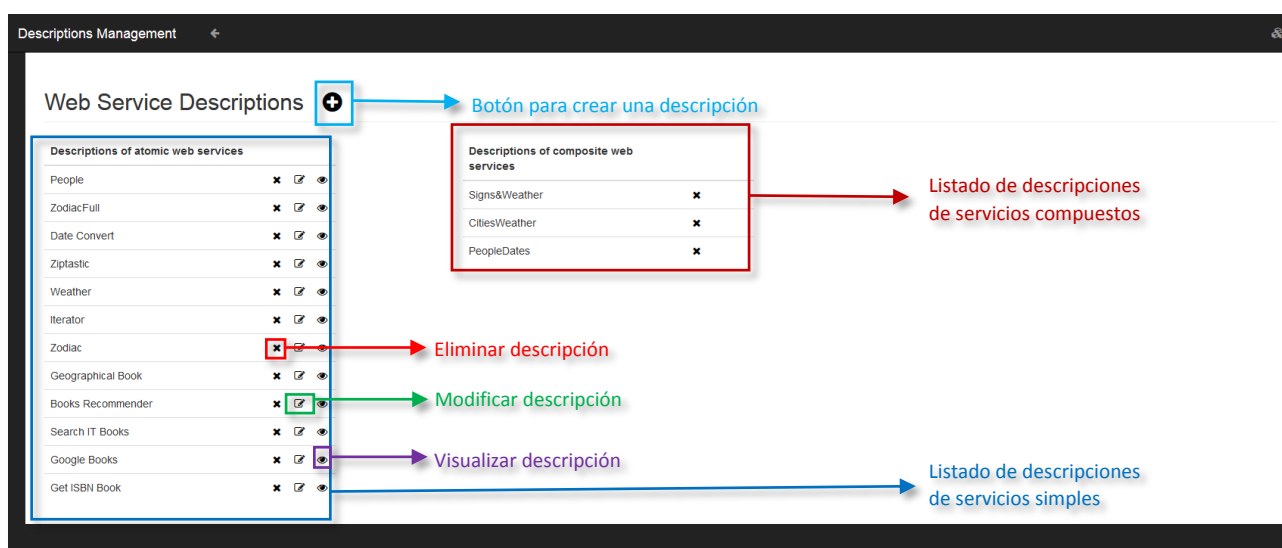 Descriptions Management
Web Service Descriptions
Botón para crear una descripción
Descriptions of atomic web services
People
ZodiacFull
Date Convert
Ziptastic
Weather
Iterator
Zodiac
Geographical Book
Books Recommender
Search IT Books
Google Books
Get ISBN Book
Descriptions of composite web
services
Signs&Weather
CitiesWeather
PeopleDates
Listado de descripciones
de servicios compuestos
Eliminar descripción
Modificar descripción
Visualizar descripción
Listado de descripciones
de servicios simples